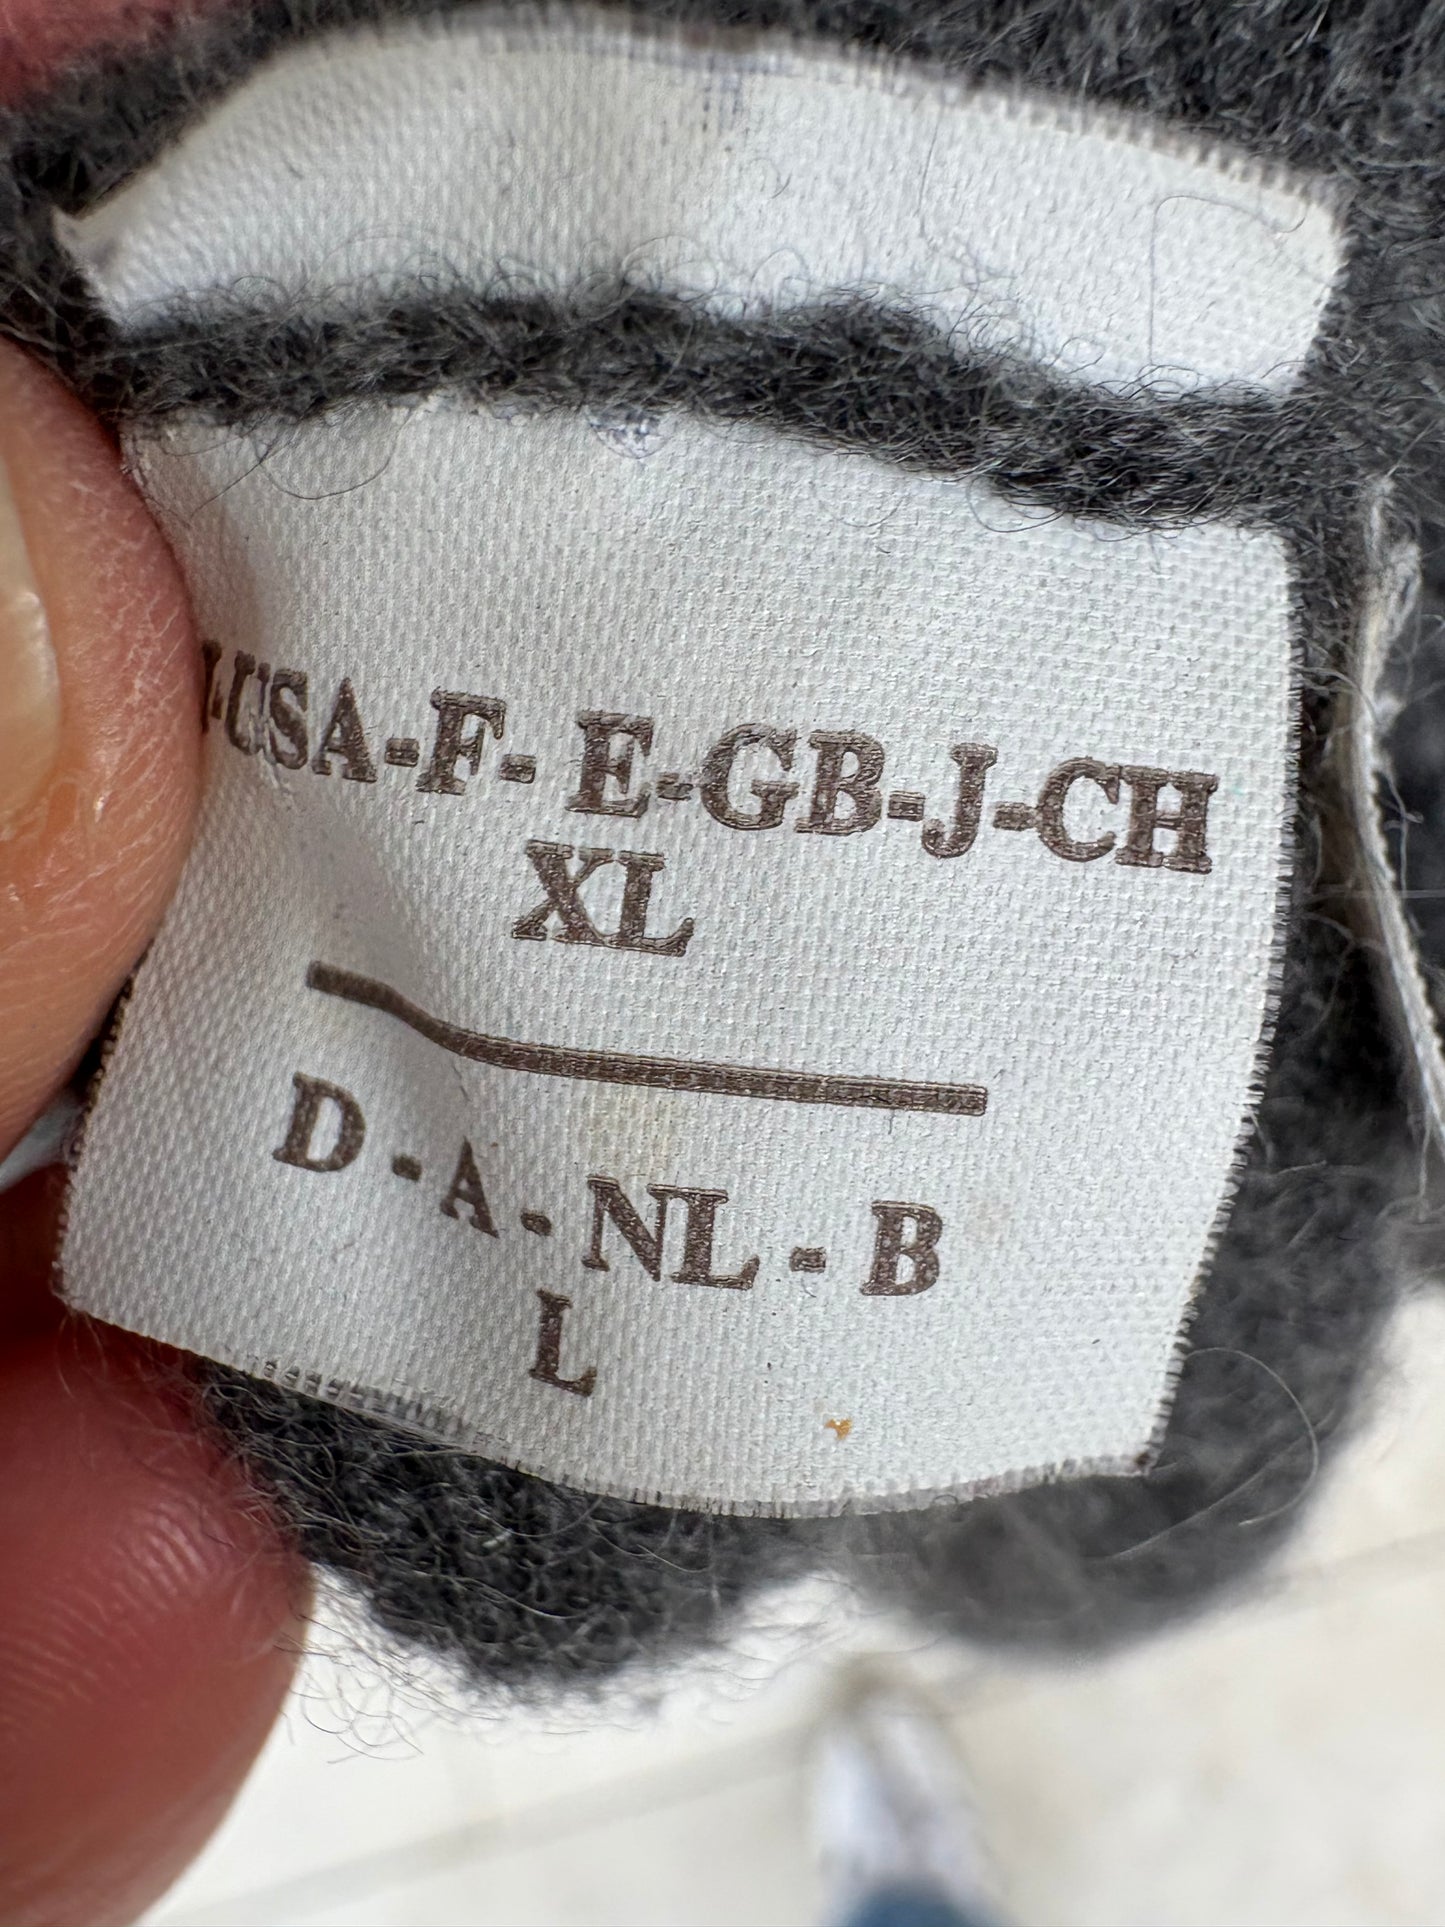 -USA-F- E-GB-J-CH
XL
D - A - NL - B
L